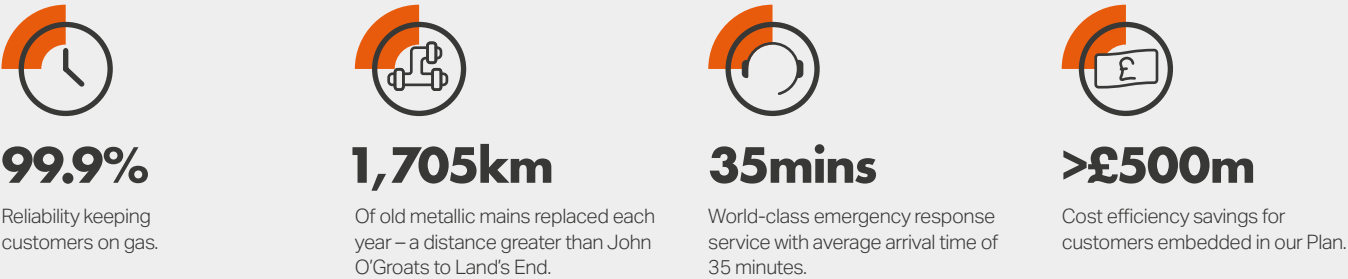 £
99.9%
Reliability keeping
customers on gas.
1,705km
Of old metallic mains replaced each
year – a distance greater than John
O'Groats to Land's End.
35mins
World-class emergency response
service with average arrival time of
35 minutes.
>£500m
Cost efficiency savings for
customers embedded in our Plan.